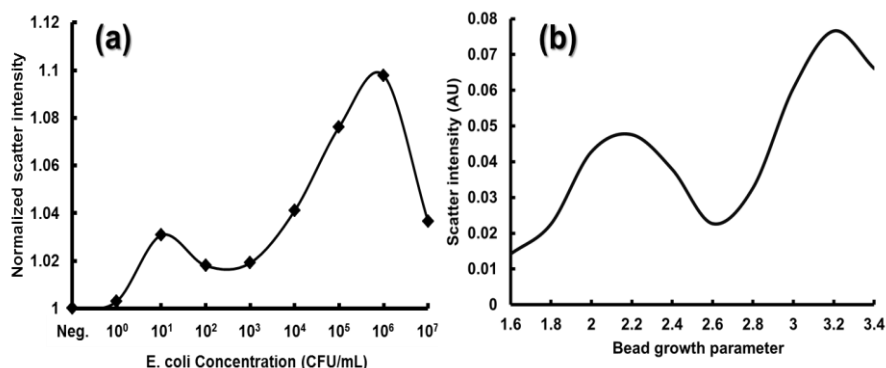 (a)
Normalized scatter intensity
1.12
1.1
1.08
1.06
1.04
1.02
1
Neg. 10⁰ 10¹ 10² 10³ 10⁴ 10⁵ 10⁶ 10⁷
E. coli Concentration (CFU/mL)
(b)
Scatter intensity (AU)
0.08
0.07
0.06
0.05
0.04
0.03
0.02
0.01
0
1.6 1.8 2 2.2 2.4 2.6 2.8 3 3.2 3.4
Bead growth parameter